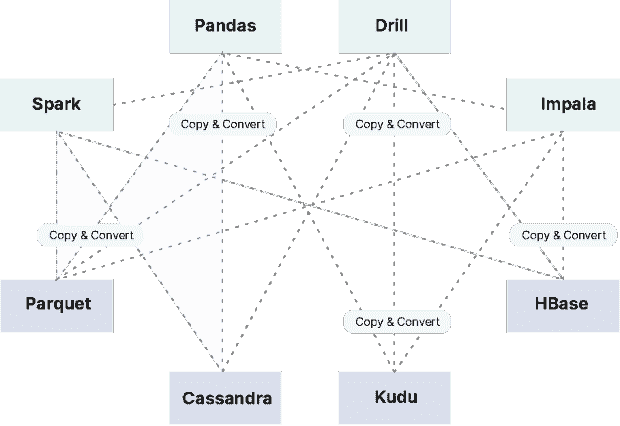 Pandas
Drill
Spark
Impala
Copy & Convert
Copy & Convert
Copy & Convert
Copy & Convert
Parquet
HBase
Copy & Convert
Cassandra
Kudu